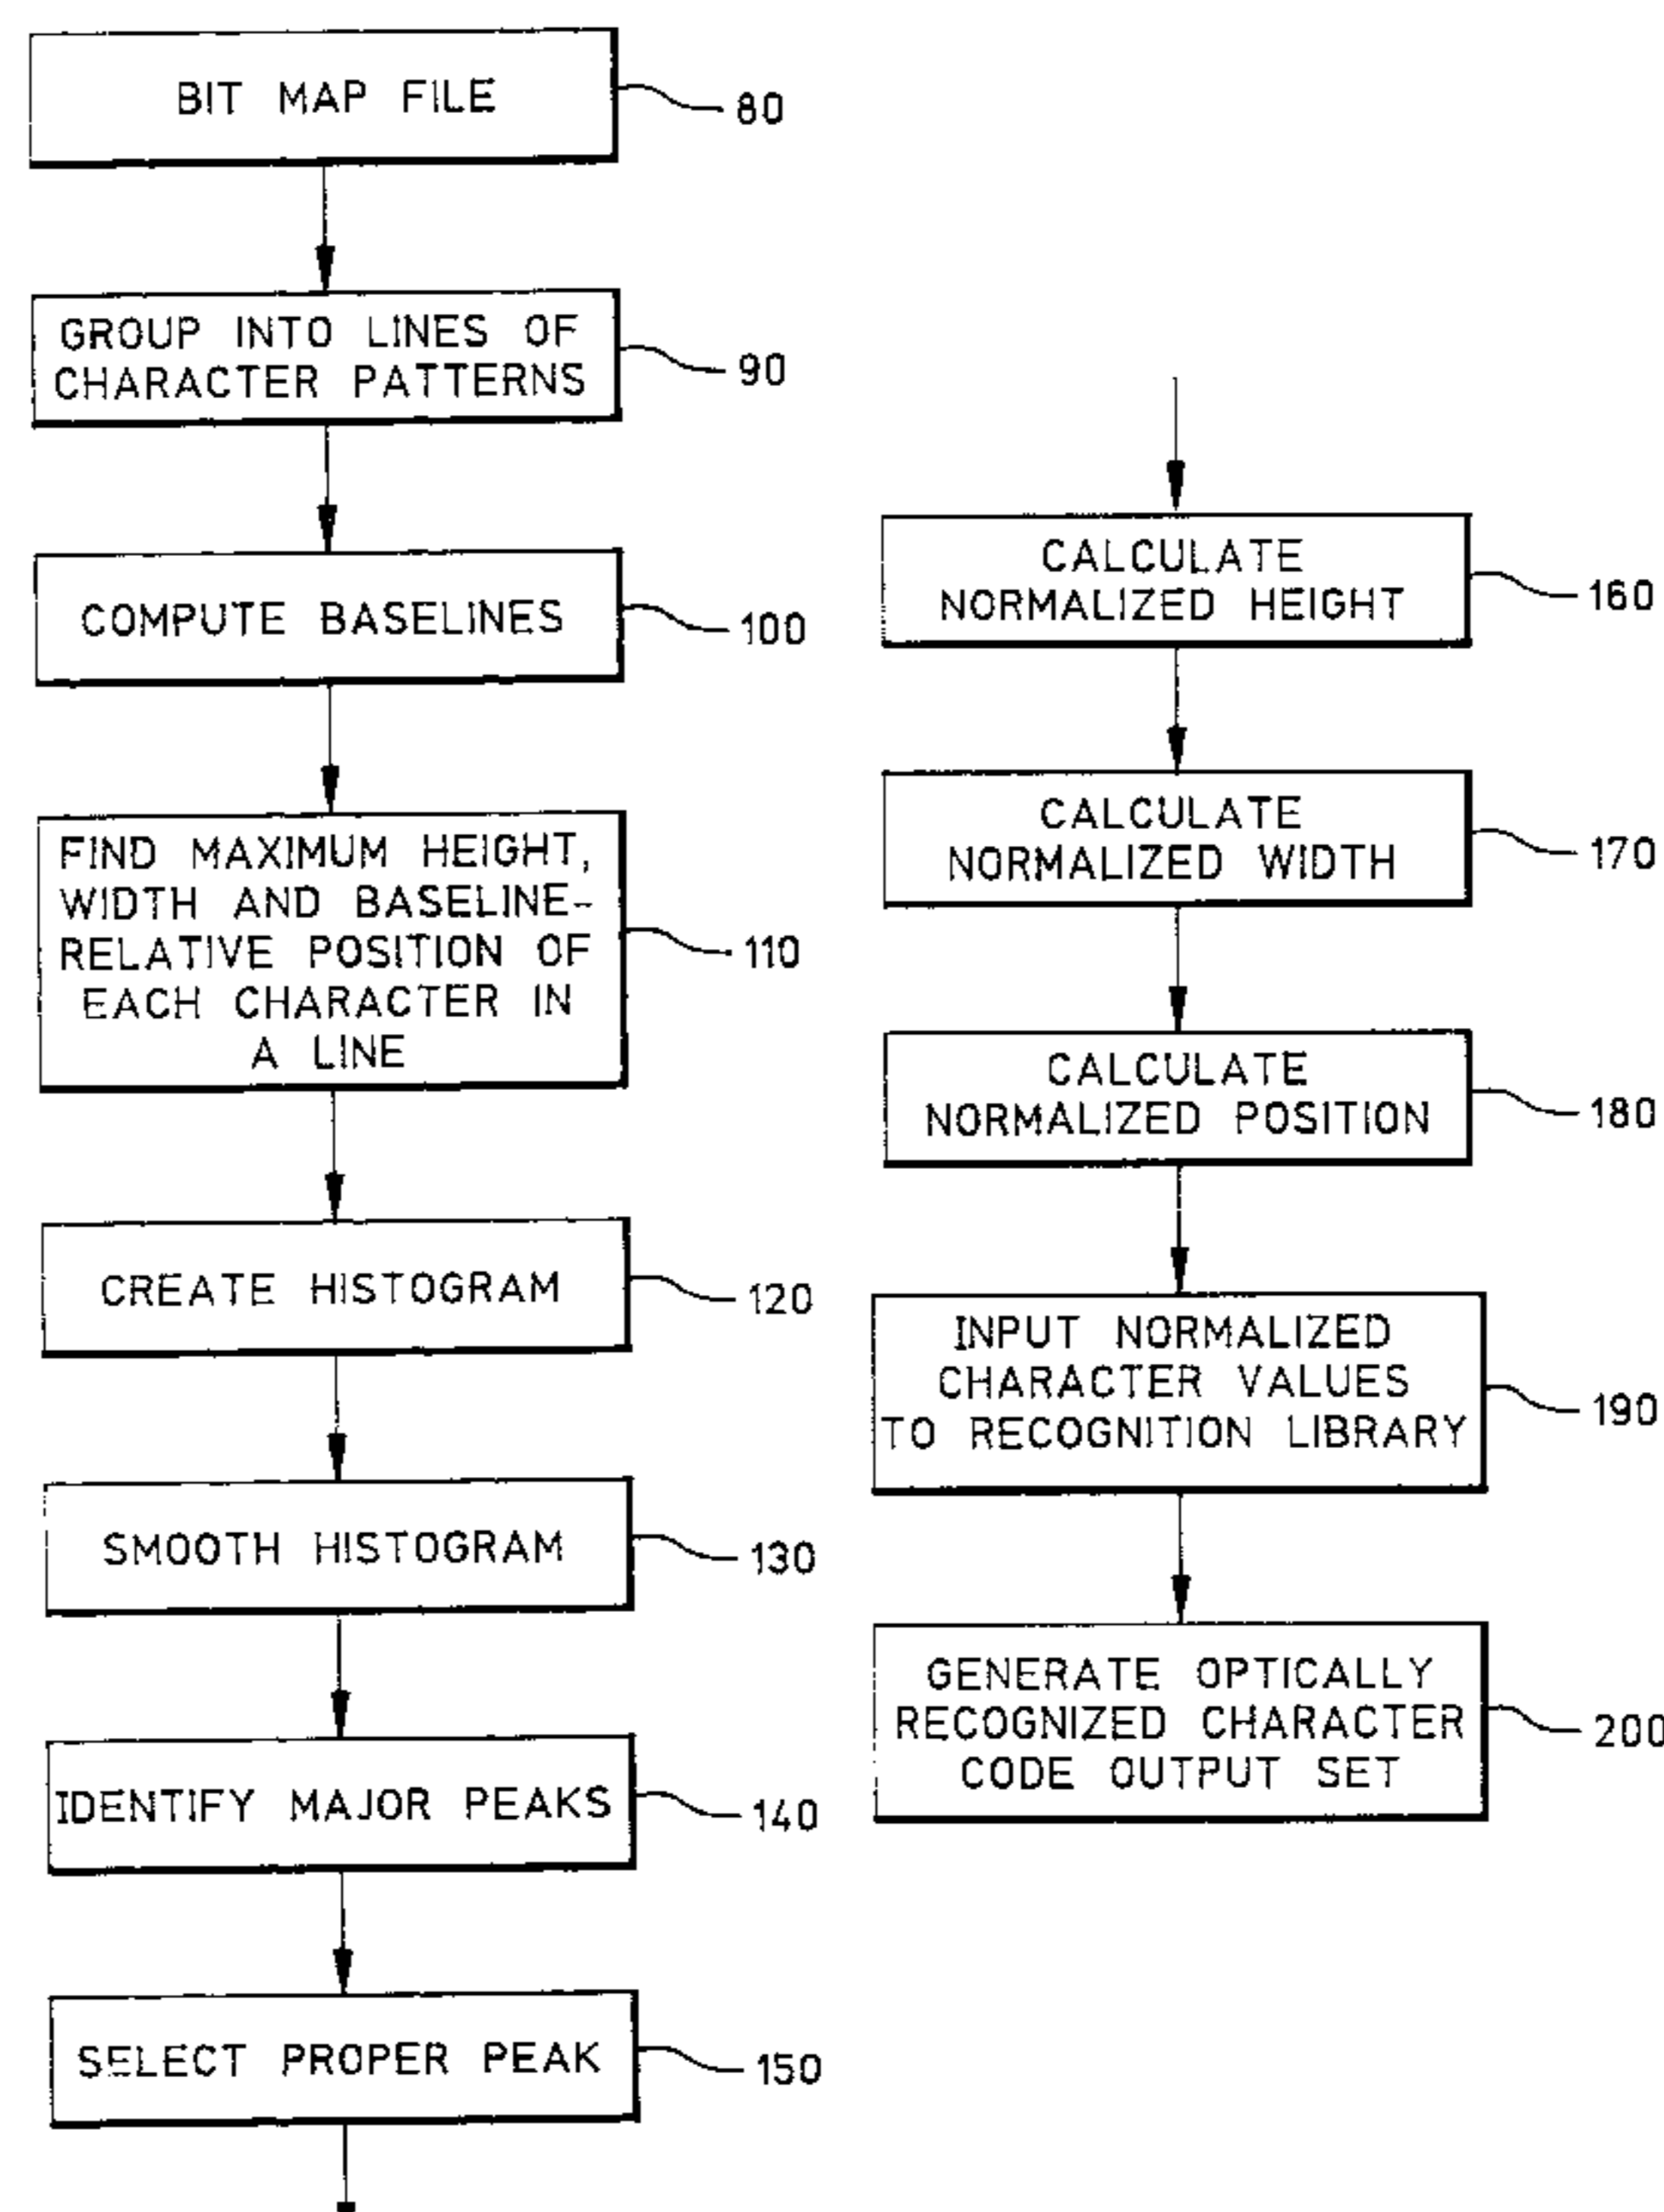 BIT MAP FILE
80
GROUP INTO LINES OF
CHARACTER PATTERNS
90
COMPUTE BASELINES
100
FIND MAXIMUM HEIGHT,
WIDTH AND BASELINE-
RELATIVE POSITION OF
EACH CHARACTER IN
A LINE
110
CREATE HISTOGRAM
120
SMOOTH HISTOGRAM
130
IDENTIFY MAJOR PEAKS
140
SELECT PROPER PEAK
150
CALCULATE
NORMALIZED HEIGHT
160
CALCULATE
NORMALIZED WIDTH
170
CALCULATE
NORMALIZED POSITION
180
INPUT NORMALIZED
CHARACTER VALUES
TO RECOGNITION LIBRARY
190
GENERATE OPTICALLY
RECOGNIZED CHARACTER
CODE OUTPUT SET
200